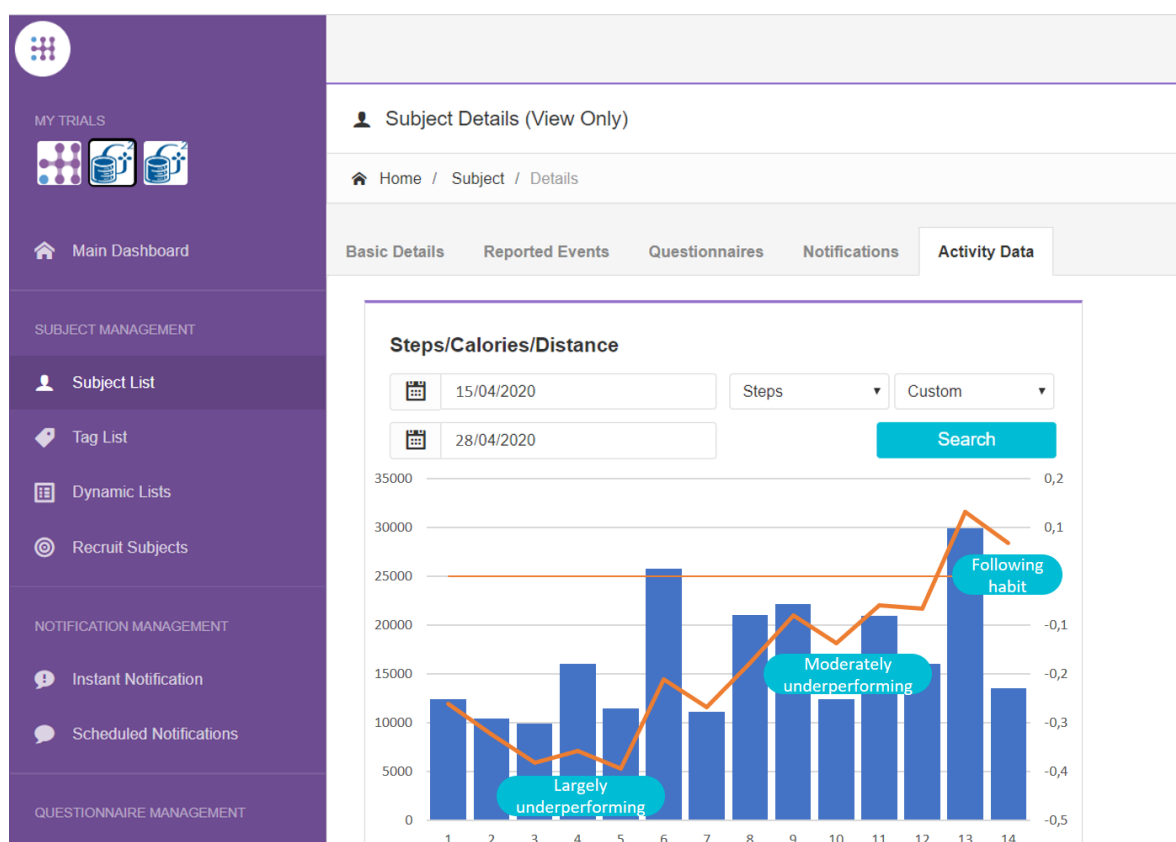 MY TRIALS
Main Dashboard
SUBJECT MANAGEMENT
Subject List
Tag List
Dynamic Lists
Recruit Subjects
NOTIFICATION MANAGEMENT
Instant Notification
Scheduled Notifications
QUESTIONNAIRE MANAGEMENT
Subject Details (View Only)
Home / Subject / Details
Basic Details Reported Events Questionnaires Notifications Activity Data
Steps/Calories/Distance
15/04/2020 Steps Custom
28/04/2020 Search
35000 0,2
30000 0,1
25000
20000 -0,1
15000 -0,2
10000 -0,3
5000 -0,4
0 -0,5
Following
habit
Moderately
underperforming
Largely
underperforming
1 2 3 4 5 6 7 8 9 10 11 12 13 14